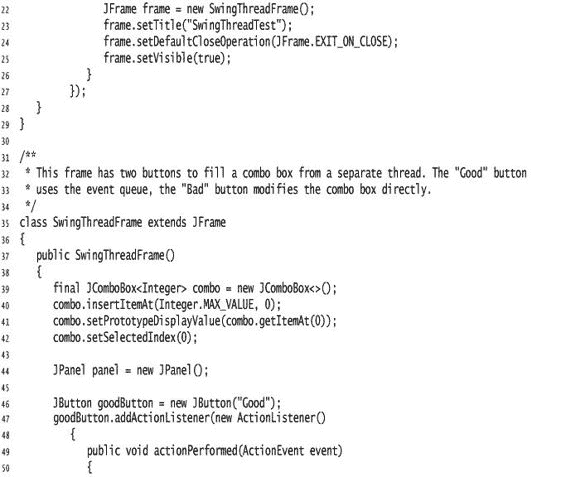 22 JFrame frame = new SwingThreadFrame();
23 frame.setTitle("SwingThreadTest");
24 frame.setDefaultCloseOperation(JFrame.EXIT_ON_CLOSE);
25 frame.setVisible(true);
26 }
27 });
28 }
29 }
30
31 /**
32 * This frame has two buttons to fill a combo box from a separate thread. The "Good" button
33 * uses the event queue, the "Bad" button modifies the combo box directly.
34 */
35 class SwingThreadFrame extends JFrame
36 {
37 public SwingThreadFrame()
38 {
39 final JComboBox<Integer> combo = new JComboBox<>();
40 combo.insertItemAt(Integer.MAX_VALUE, 0);
41 combo.setPrototypeDisplayValue(combo.getItemAt(0));
42 combo.setSelectedIndex(0);
43
44 JPanel panel = new JPanel();
45
46 JButton goodButton = new JButton("Good");
47 goodButton.addActionListener(new ActionListener()
48 {
49 public void actionPerformed(ActionEvent event)
50 {